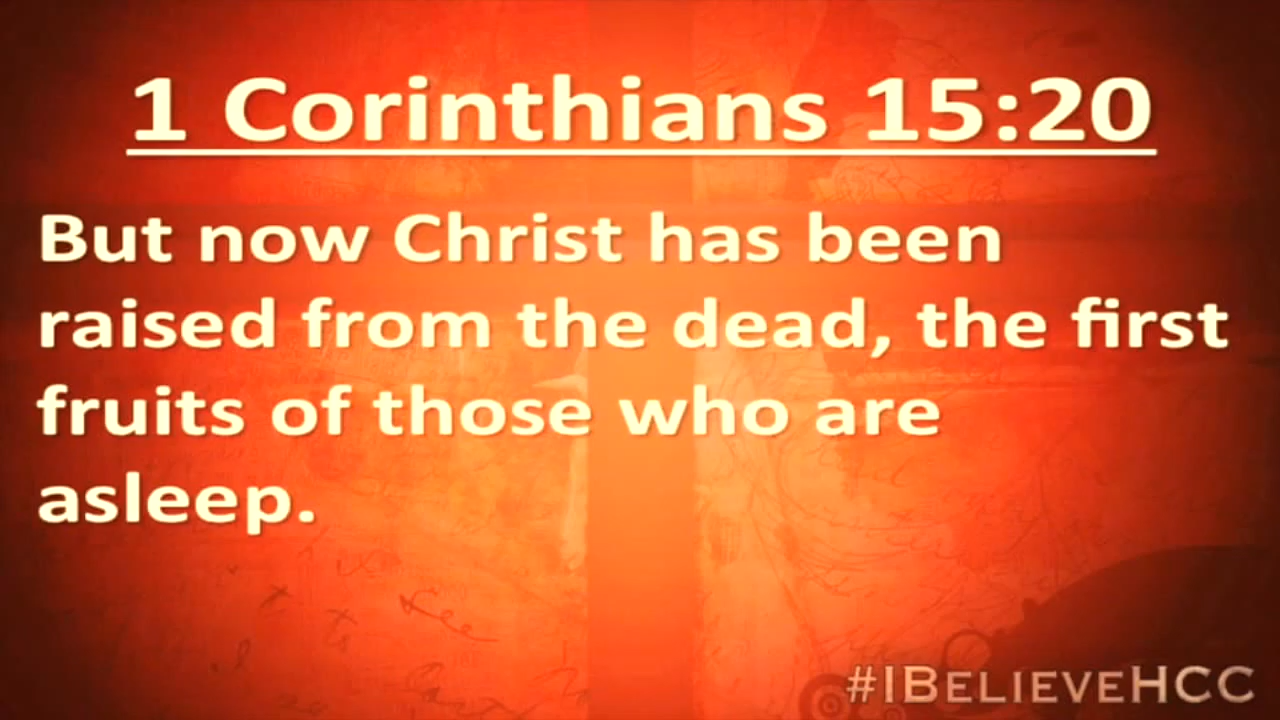 1 Corinthians 15:20
But now Christ has been
raised from the dead, the first
fruits of those who are
asleep.
#IBELIEVEHCC